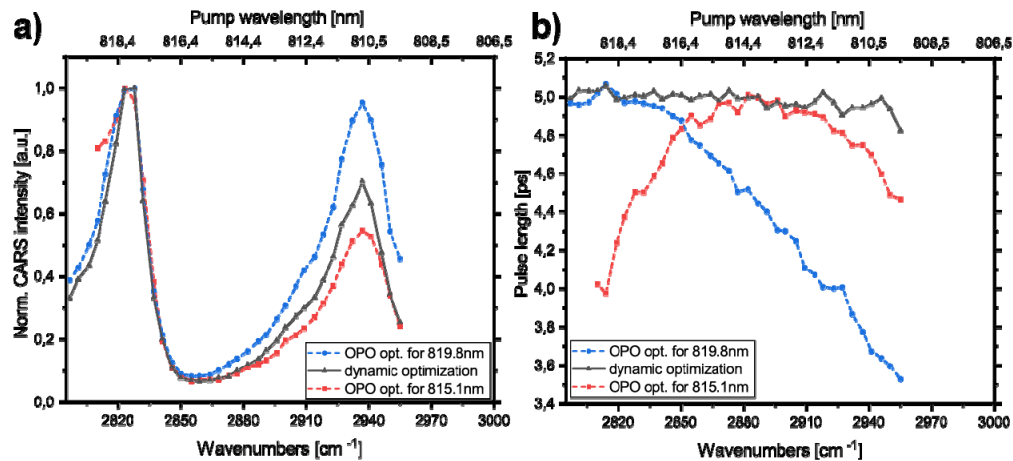 a)
Pump wavelength [nm]
818,4 816,5 814,4 812,4 810,5 808,5 806,5
Norm. CARS intensity [a.u.]
1,0
0,8
0,6
0,4
0,2
0,0
OPO opt. for 819.8nm
dynamic optimization
OPO opt. for 815.1nm
2820 2850 2880 2910 2940 2970 3000
Wavenumbers [cm -1]
b)
Pump wavelength [nm]
818,4 816,4 814,4 812,4 810,5 808,5 806,5
Pulse length [ps]
5,2
5,0
4,8
4,6
4,4
4,2
4,0
3,8
3,6
3,4
OPO opt. for 819.8nm
dynamic optimization
OPO opt. for 815.1nm
2820 2850 2880 2910 2940 2970 3000
Wavenumbers [cm -1]